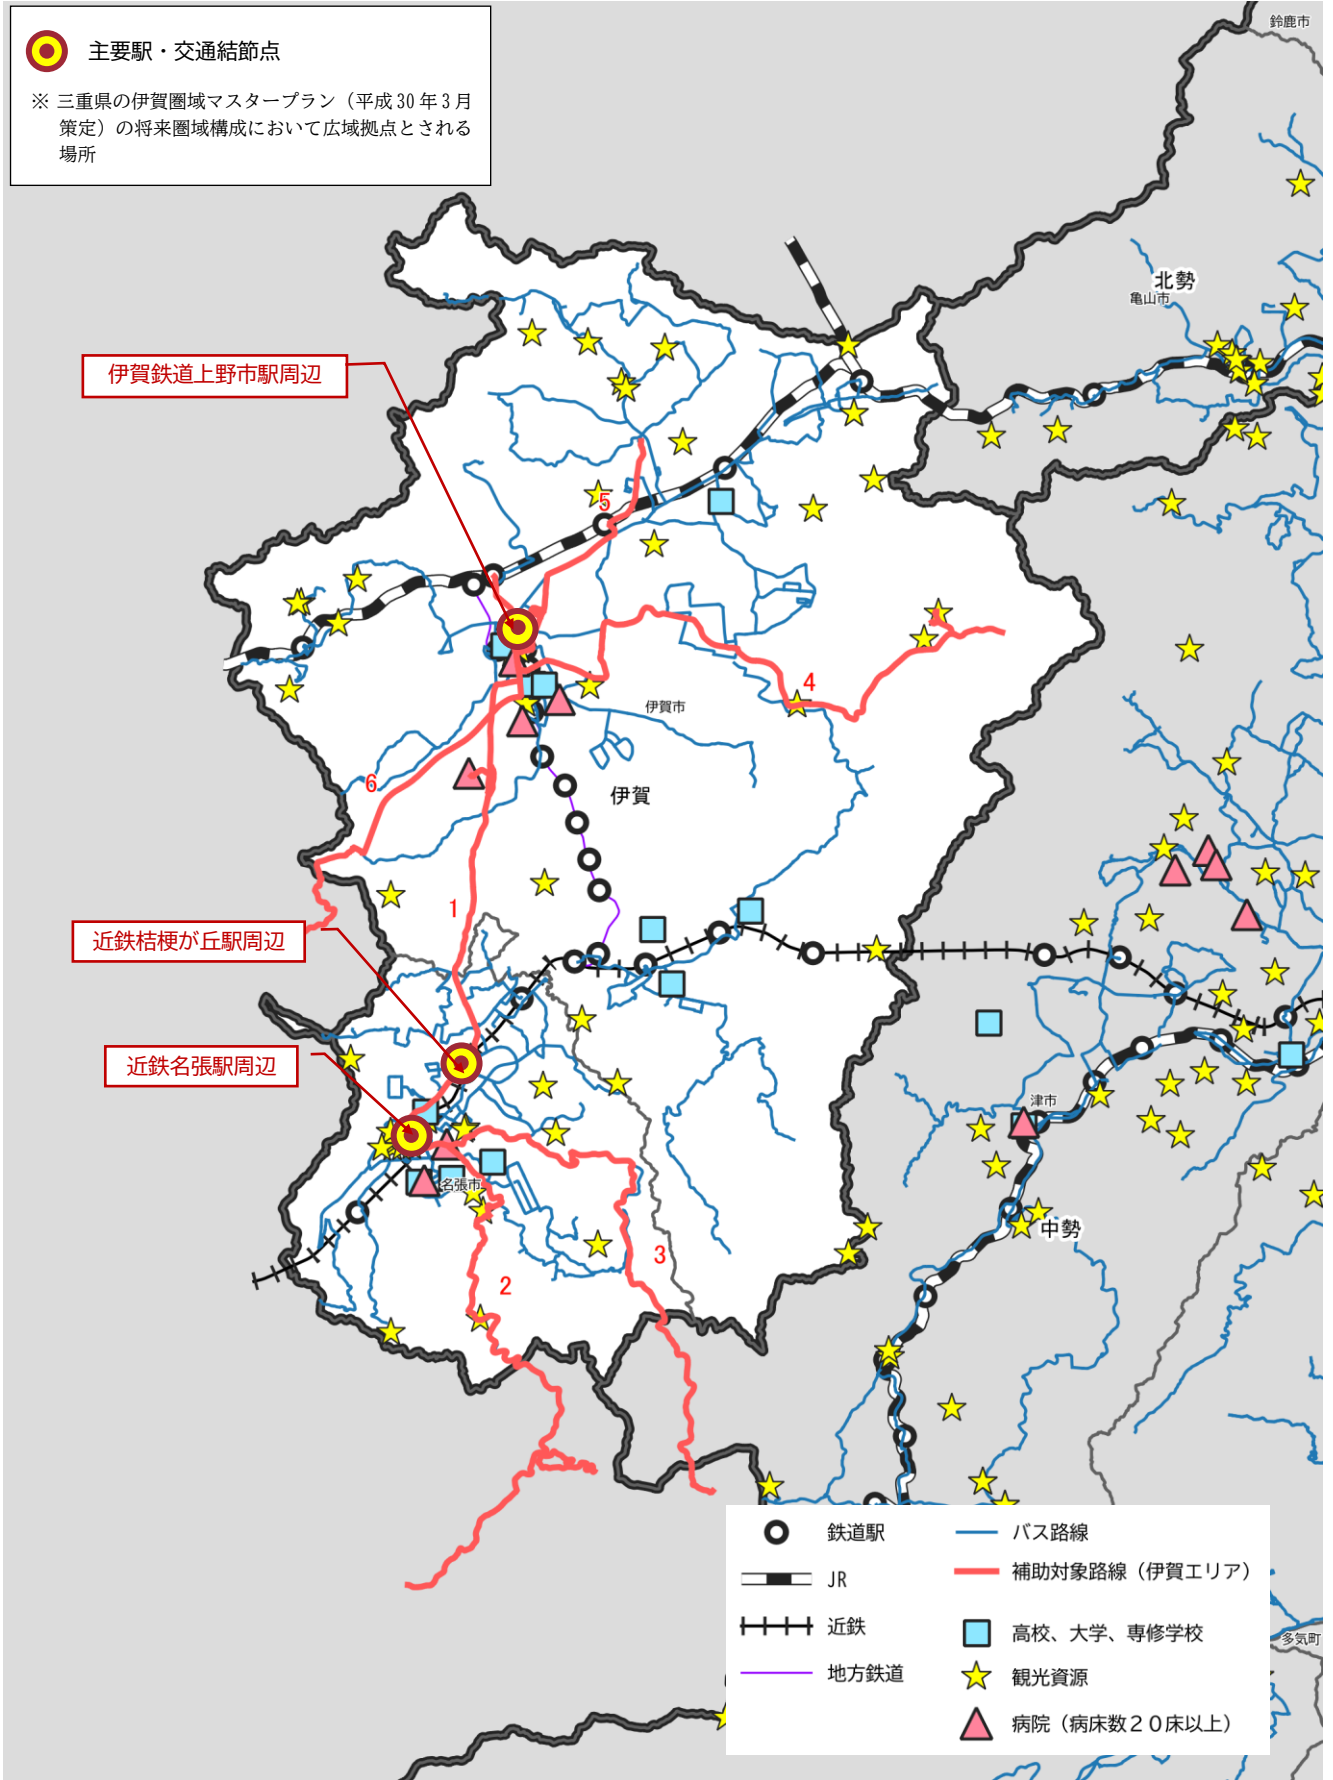 主要駅・交通結節点
※ 三重県の伊賀圏域マスタープラン（平成30年3月
策定）の将来圏域構成において広域拠点とされる
場所
鈴鹿市
北勢
亀山市
伊賀鉄道上野市駅周辺
5
4
伊賀市
6
伊賀
1
近鉄桔梗が丘駅周辺
近鉄名張駅周辺
津市
名張市
中勢
3
2
鉄道駅
バス路線
JR
補助対象路線（伊賀エリア）
近鉄
高校、大学、専修学校
多気町
地方鉄道
観光資源
病院（病床数２０床以上）